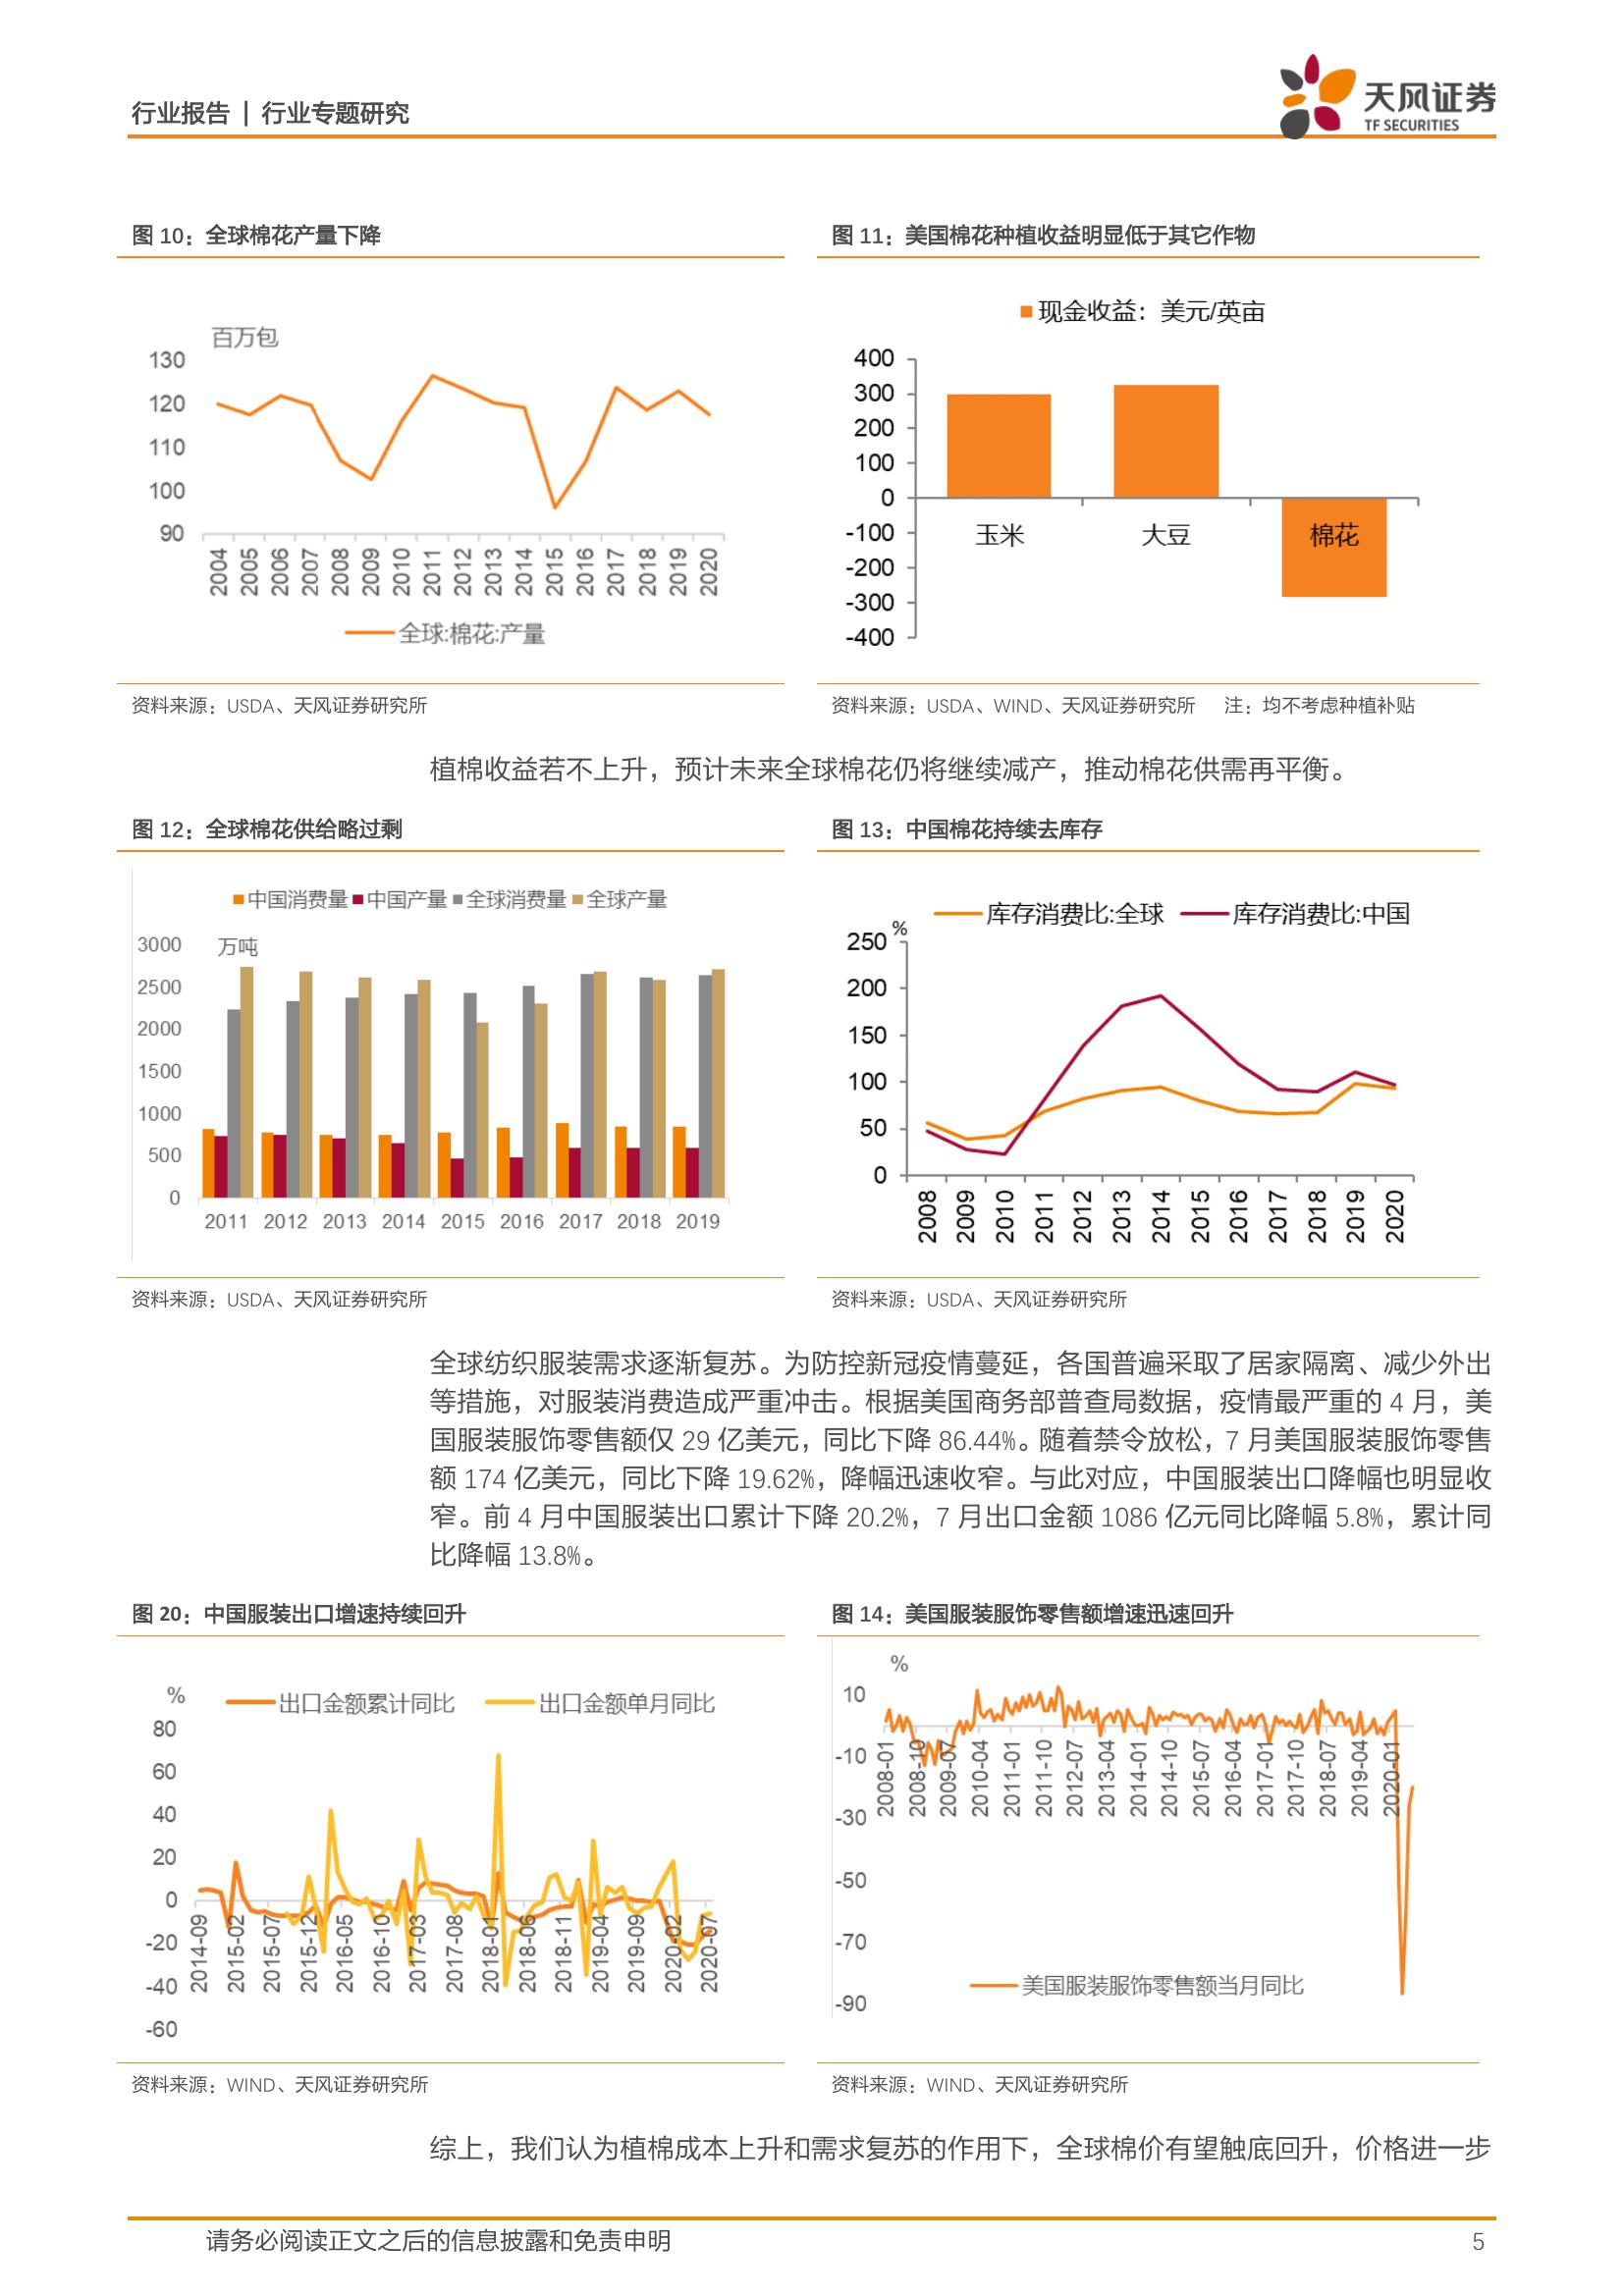 行业报告 | 行业专题研究
天风证券
TF SECURITIES
图 10：全球棉花产量下降
百万包
130
120
110
100
90
2004 2005 2006 2007 2008 2009 2010 2011 2012 2013 2014 2015 2016 2017 2018 2019 2020
全球:棉花:产量
资料来源：USDA、天风证券研究所
图 11：美国棉花种植收益明显低于其它作物
现金收益：美元/英亩
400
300
200
100
0
-100
-200
-300
-400
玉米 大豆 棉花
资料来源：USDA、WIND、天风证券研究所 注：均不考虑种植补贴
植棉收益若不上升，预计未来全球棉花仍将继续减产，推动棉花供需再平衡。
图 12：全球棉花供给略过剩
中国消费量 中国产量 全球消费量 全球产量
万吨
3000
2500
2000
1500
1000
500
0
2011 2012 2013 2014 2015 2016 2017 2018 2019
资料来源：USDA、天风证券研究所
图 13：中国棉花持续去库存
库存消费比:全球 库存消费比:中国
%
250
200
150
100
50
0
2008 2009 2010 2011 2012 2013 2014 2015 2016 2017 2018 2019 2020
资料来源：USDA、天风证券研究所
全球纺织服装需求逐渐复苏。为防控新冠疫情蔓延，各国普遍采取了居家隔离、减少外出
等措施，对服装消费造成严重冲击。根据美国商务部普查局数据，疫情最严重的 4 月，美
国服装服饰零售额仅 29 亿美元，同比下降 86.44%。随着禁令放松，7 月美国服装服饰零售
额 174 亿美元，同比下降 19.62%，降幅迅速收窄。与此对应，中国服装出口降幅也明显收
窄。前 4 月中国服装出口累计下降 20.2%，7 月出口金额 1086 亿元同比降幅 5.8%，累计同
比降幅 13.8%。
图 20：中国服装出口增速持续回升
%
出口金额累计同比 出口金额单月同比
80
60
40
20
0
-20
-40
-60
2014-09 2015-02 2015-07 2015-12 2016-05 2016-10 2017-03 2017-08 2018-01 2018-06 2018-11 2019-04 2019-09 2020-02 2020-07
资料来源：WIND、天风证券研究所
图 14：美国服装服饰零售额增速迅速回升
%
10
-10
-30
-50
-70
-90
2008-01 2008-10 2009-07 2010-04 2011-01 2011-10 2012-07 2013-04 2014-01 2014-10 2015-07 2016-04 2017-01 2017-10 2018-07 2019-04 2020-01
美国服装服饰零售额当月同比
资料来源：WIND、天风证券研究所
综上，我们认为植棉成本上升和需求复苏的作用下，全球棉价有望触底回升，价格进一步
请务必阅读正文之后的信息披露和免责申明
5